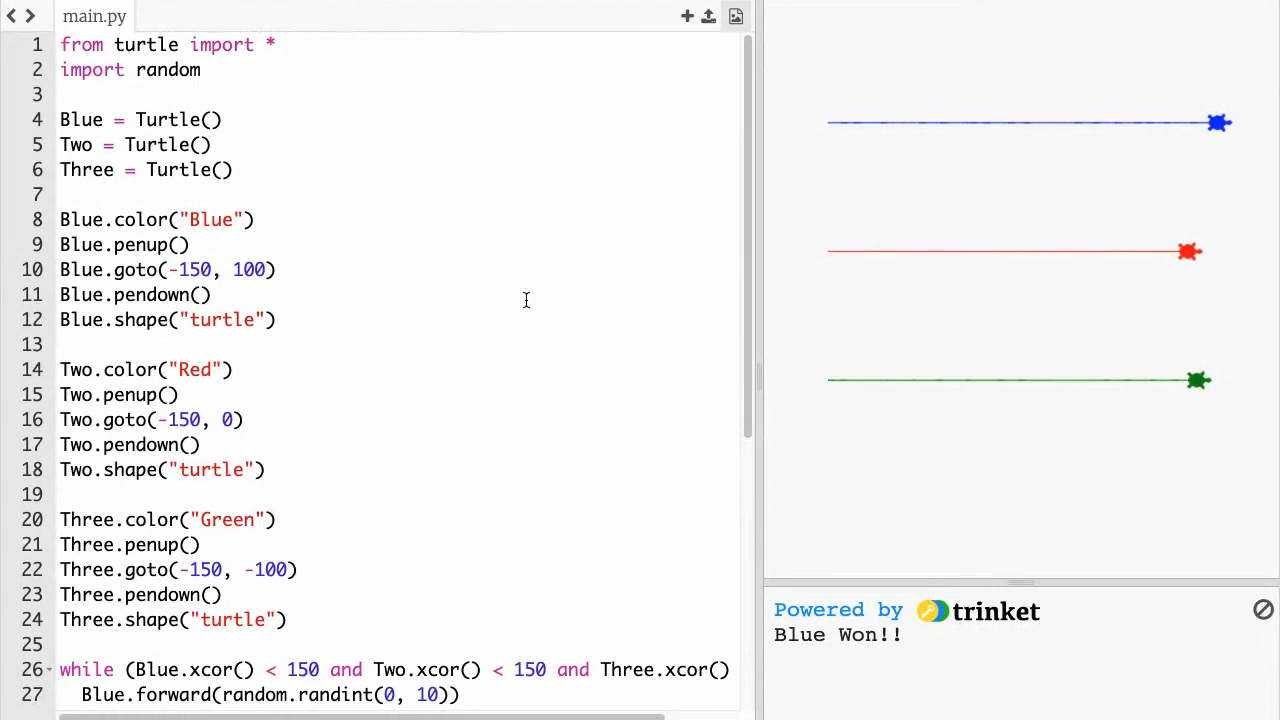 main.py
1 from turtle import *
2 import random
3
4 Blue = Turtle()
5 Two = Turtle()
6 Three = Turtle()
7
8 Blue.color("Blue")
9 Blue.penup()
10 Blue.goto(-150, 100)
11 Blue.pendown()
12 Blue.shape("turtle")
13
14 Two.color("Red")
15 Two.penup()
16 Two.goto(-150, 0)
17 Two.pendown()
18 Two.shape("turtle")
19
20 Three.color("Green")
21 Three.penup()
22 Three.goto(-150, -100)
23 Three.pendown()
24 Three.shape("turtle")
25
26 while (Blue.xcor() < 150 and Two.xcor() < 150 and Three.xcor()
27 Blue.forward(random.randint(0, 10))
Powered by trinket
Blue Won!!